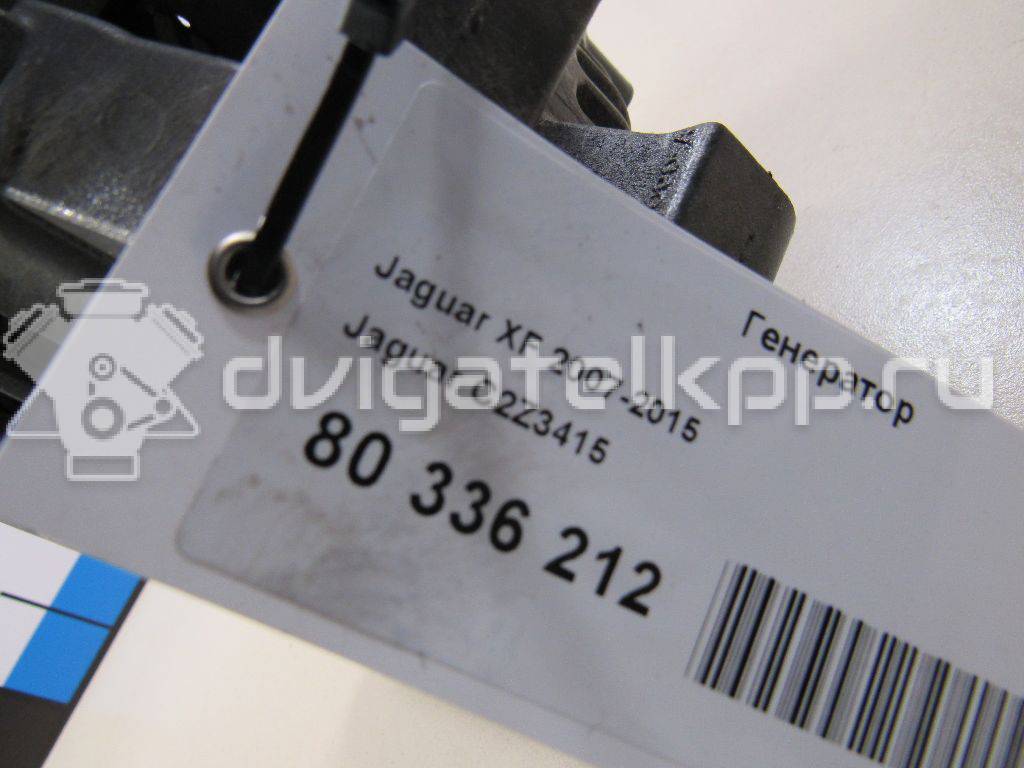 Генератор
Jaguar XF 2007-2015
Jaguar C2Z3415
80 336 212
dvigatelkpp.ru